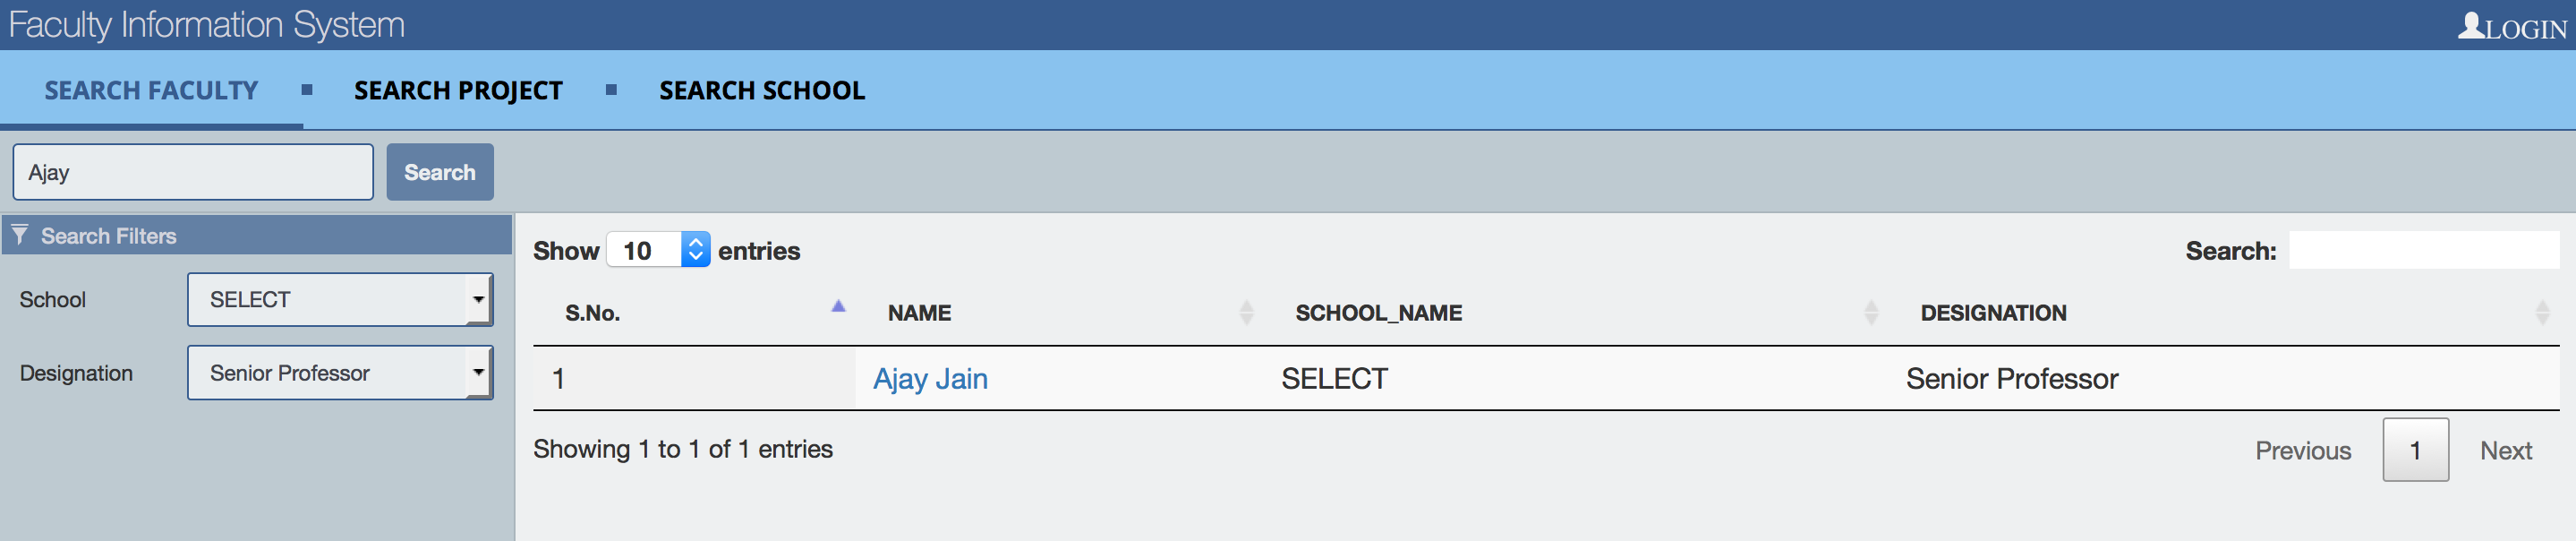 Faculty Information System
LOGIN
SEARCH FACULTY SEARCH PROJECT SEARCH SCHOOL
Ajay Search
Search Filters
School SELECT
Designation Senior Professor
Show 10 entries
Search:
S.No. NAME SCHOOL_NAME DESIGNATION
1 Ajay Jain SELECT Senior Professor
Showing 1 to 1 of 1 entries
Previous 1 Next